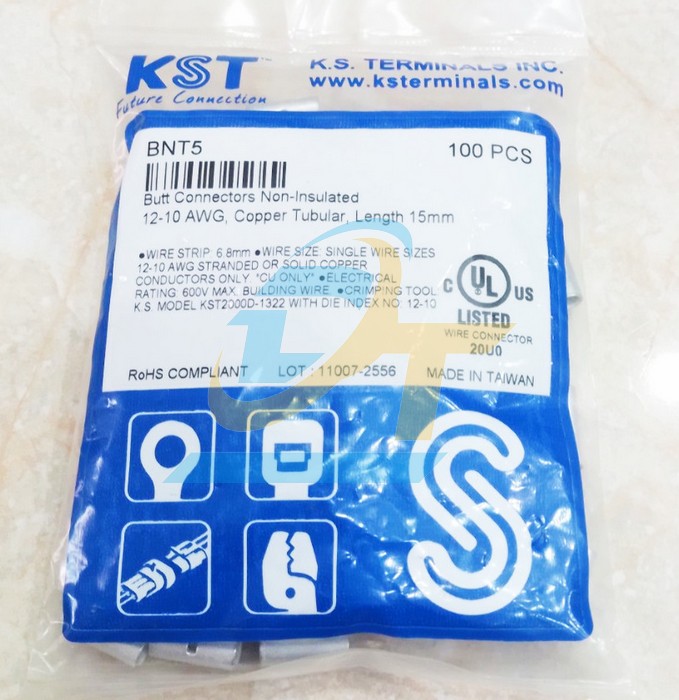 KST™
Future Connection
K.S. TERMINALS INC.
www.ksterminals.com
BNT5
100 PCS
Butt Connectors Non-Insulated
12-10 AWG, Copper Tubular, Length 15mm
●WIRE STRIP: 6.8mm ●WIRE SIZE: SINGLE WIRE SIZES
12-10 AWG STRANDED OR SOLID COPPER
CONDUCTORS ONLY. "CU ONLY" ●ELECTRICAL
RATING: 600V MAX. BUILDING WIRE. ●CRIMPING TOOL:
K.S. MODEL KST2000D-1322 WITH DIE INDEX NO: 12-10
C UL US
LISTED
WIRE CONNECTOR
20U0
RoHS COMPLIANT
LOT : 11007-2556
MADE IN TAIWAN